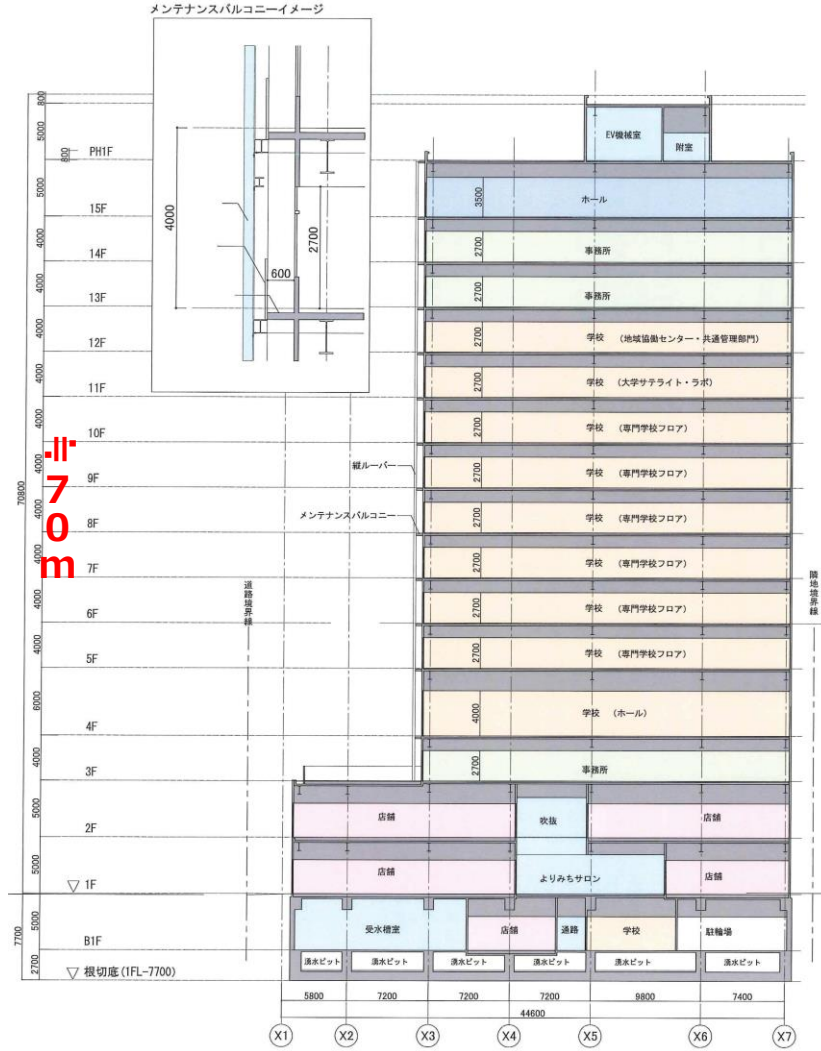 メンテナンスバルコニーイメージ
4000
600
2700
800
5000
800
PH1F
EV機械室
附室
5000
15F
3500
ホール
4000
14F
2700
事務所
4000
13F
2700
事務所
4000
12F
2700
学校 (地域協働センター・共通管理部門)
4000
11F
2700
学校 (大学サテライト・ラボ)
4000
10F
2700
学校 (専門学校フロア)
4000
9F
縦ルーバー
2700
学校 (専門学校フロア)
4000
8F
メンテナンスバルコニー
2700
学校 (専門学校フロア)
4000
7F
2700
学校 (専門学校フロア)
4000
6F
2700
学校 (専門学校フロア)
4000
5F
2700
学校 (専門学校フロア)
6000
4F
4000
学校 (ホール)
4000
3F
2700
事務所
5000
2F
店舗
吹抜
店舗
5000
▽ 1F
店舗
よりみちサロン
店舗
70800
70m
道路境界線
隣地境界線
7700
5000
B1F
受水槽室
店舗
通路
学校
駐輪場
2700
▽ 根切底(1FL-7700)
湧水ピット
湧水ピット
湧水ピット
湧水ピット
湧水ピット
湧水ピット
5800
7200
7200
7200
9800
7400
44600
X1
X2
X3
X4
X5
X6
X7